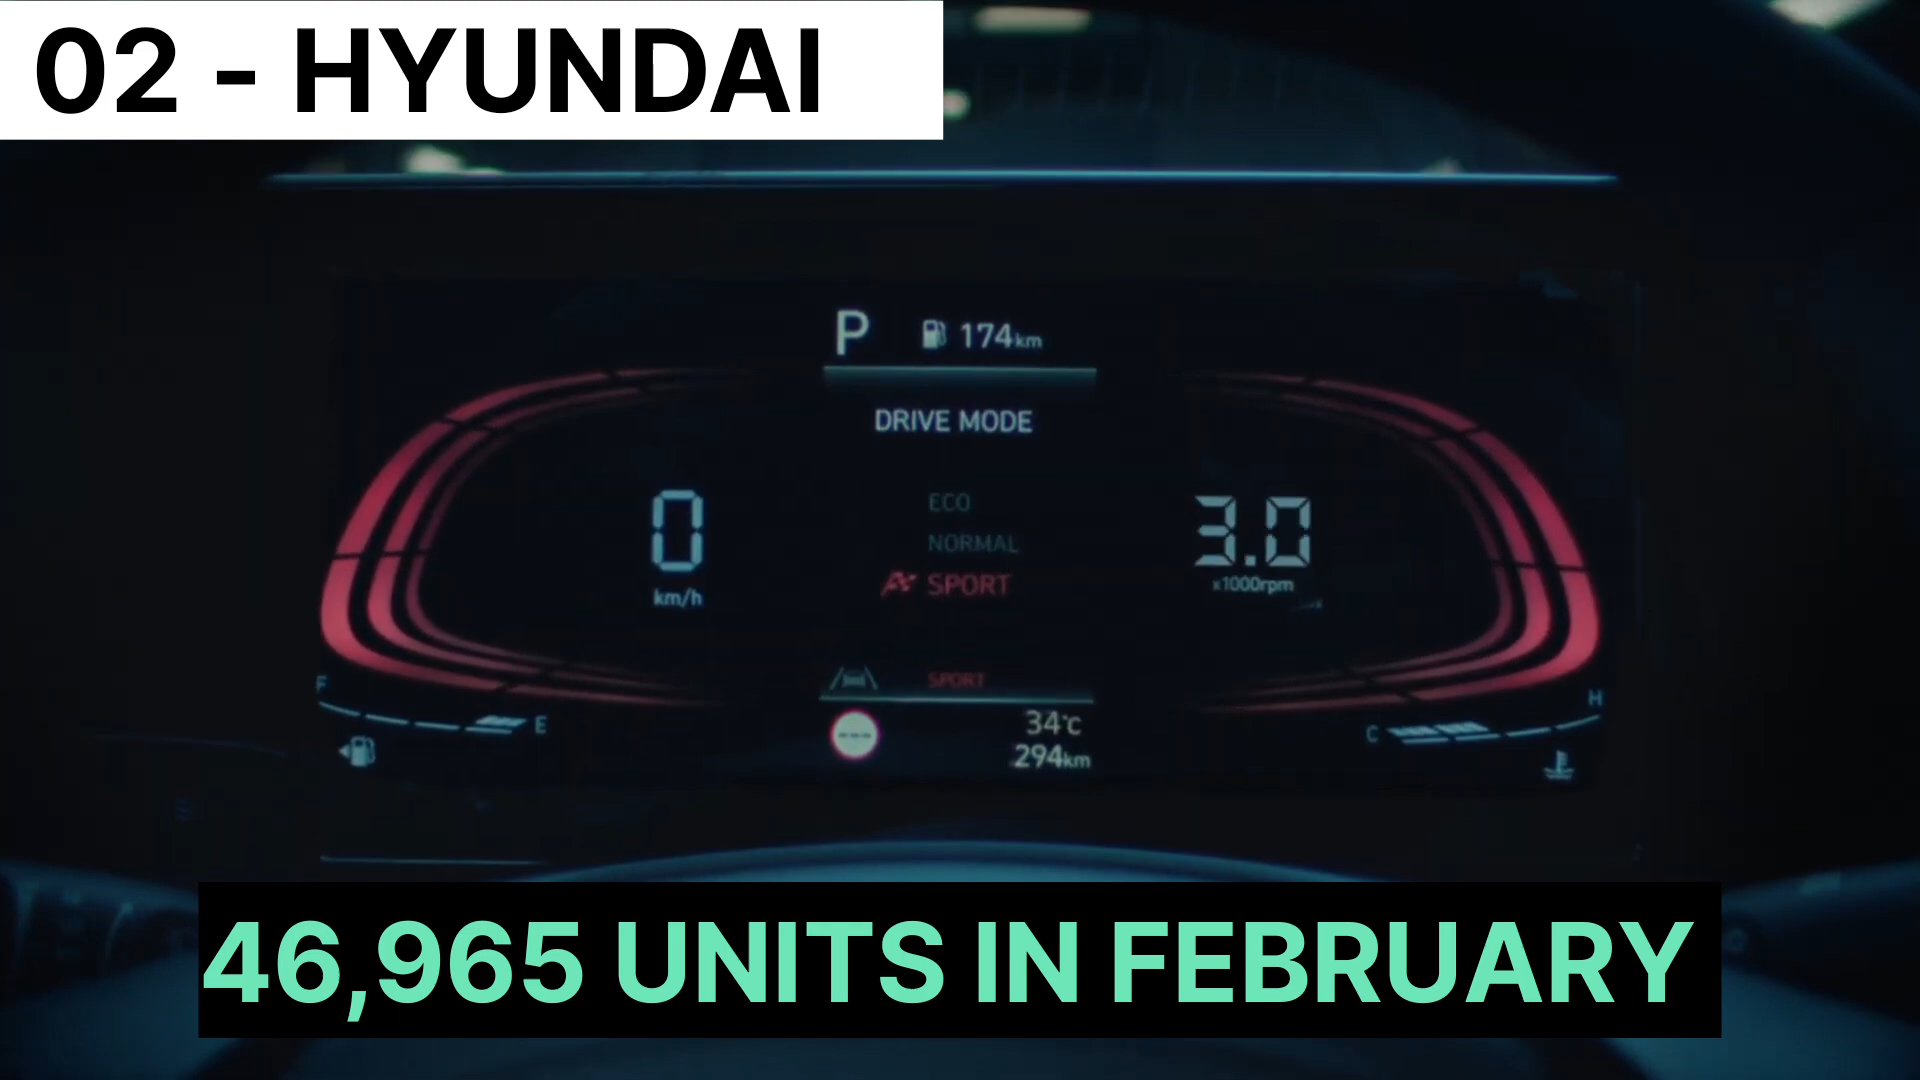 02 - HYUNDAI
P 174km
DRIVE MODE
ECO
0 NORMAL 3.0
SPORT
km/h x1000rpm
SPORT
F H
E 34°C C
294km
46,965 UNITS IN FEBRUARY